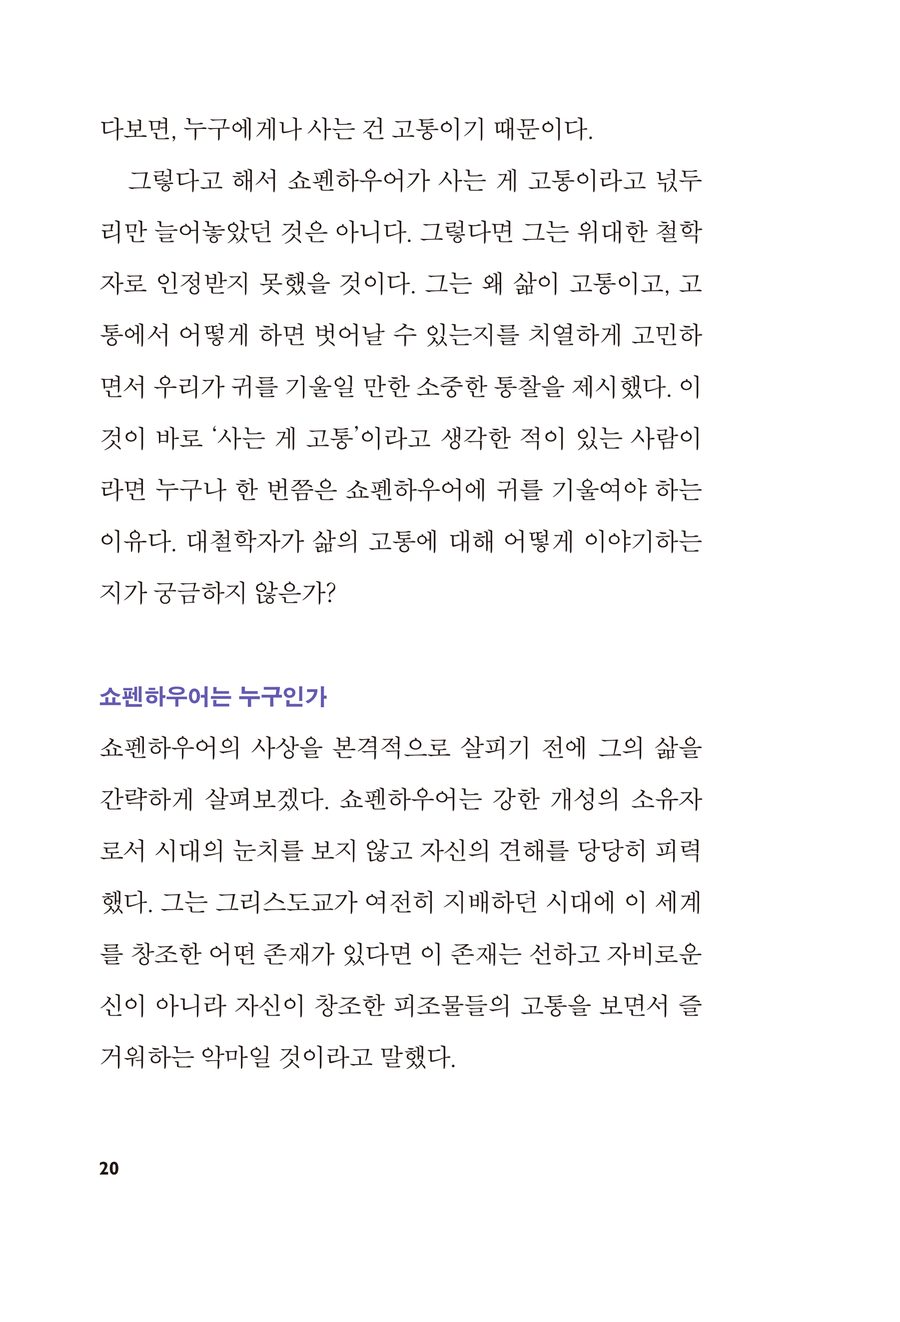 다보면, 누구에게나 사는 건 고통이기 때문이다.
그렇다고 해서 쇼펜하우어가 사는 게 고통이라고 넋두
리만 늘어놓았던 것은 아니다. 그렇다면 그는 위대한 철학
자로 인정받지 못했을 것이다. 그는 왜 삶이 고통이고, 고
통에서 어떻게 하면 벗어날 수 있는지를 치열하게 고민하
면서 우리가 귀를 기울일 만한 소중한 통찰을 제시했다. 이
것이 바로 ‘사는 게 고통’이라고 생각한 적이 있는 사람이
라면 누구나 한 번쯤은 쇼펜하우어에 귀를 기울여야 하는
이유다. 대철학자가 삶의 고통에 대해 어떻게 이야기하는
지가 궁금하지 않은가?
쇼펜하우어는 누구인가
쇼펜하우어의 사상을 본격적으로 살피기 전에 그의 삶을
간략하게 살펴보겠다. 쇼펜하우어는 강한 개성의 소유자
로서 시대의 눈치를 보지 않고 자신의 견해를 당당히 피력
했다. 그는 그리스도교가 여전히 지배하던 시대에 이 세계
를 창조한 어떤 존재가 있다면 이 존재는 선하고 자비로운
신이 아니라 자신이 창조한 피조물들의 고통을 보면서 즐
거워하는 악마일 것이라고 말했다.
20